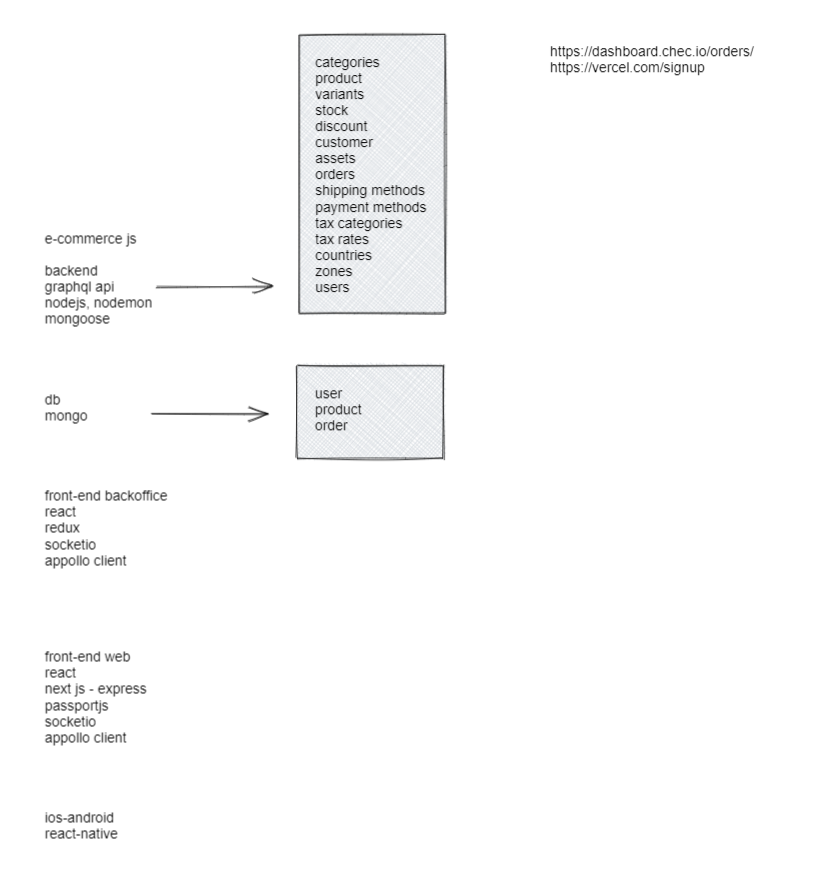 https://dashboard.chec.io/orders/
https://vercel.com/signup
categories
product
variants
stock
discount
customer
assets
orders
shipping methods
payment methods
tax categories
tax rates
countries
zones
users
e-commerce js
backend
graphql api
nodejs, nodemon
mongoose
db
mongo
user
product
order
front-end backoffice
react
redux
socketio
appollo client
front-end web
react
next js - express
passportjs
socketio
appollo client
ios-android
react-native